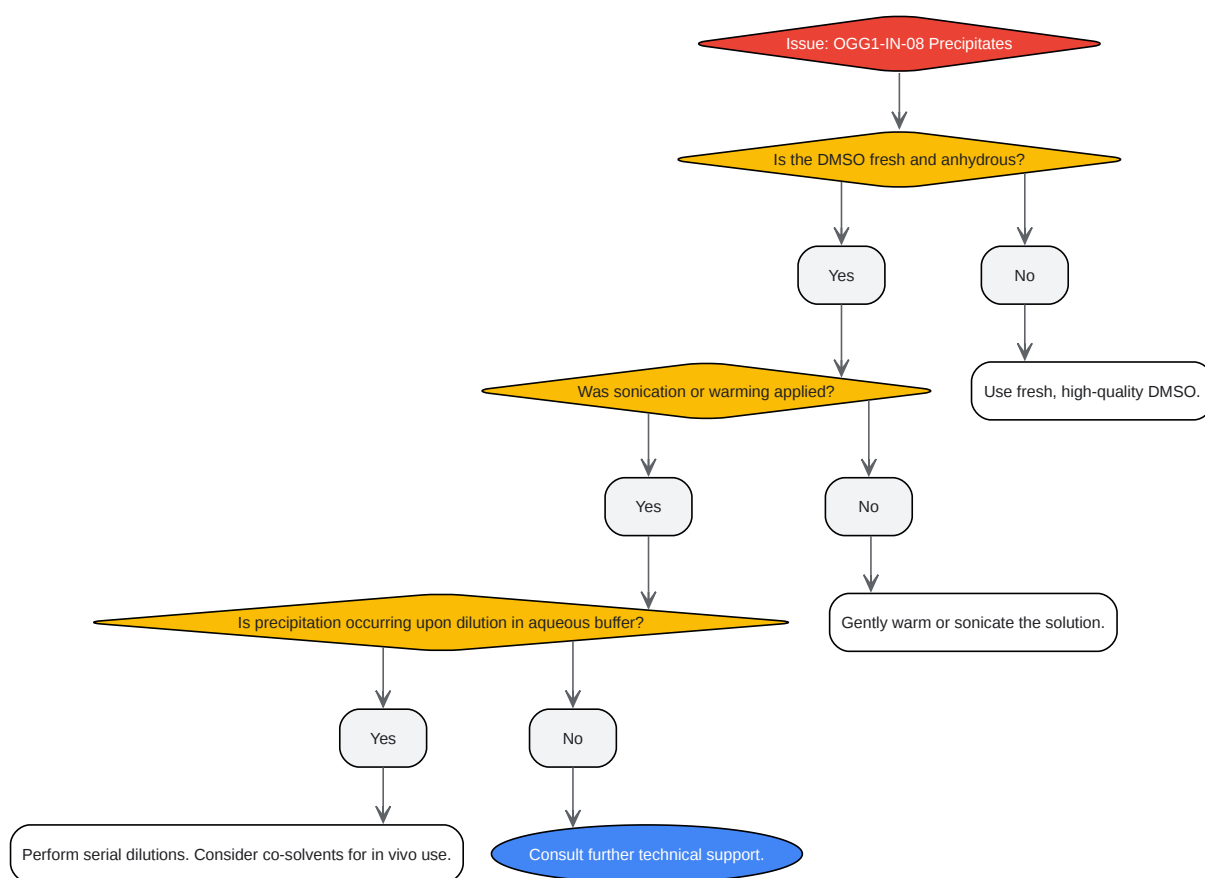 Issue: OGG1-IN-08 Precipitates
Is the DMSO fresh and anhydrous?
Yes
No
Use fresh, high-quality DMSO.
Was sonication or warming applied?
Yes
No
Gently warm or sonicate the solution.
Is precipitation occurring upon dilution in aqueous buffer?
Yes
No
Perform serial dilutions. Consider co-solvents for in vivo use.
Consult further technical support.